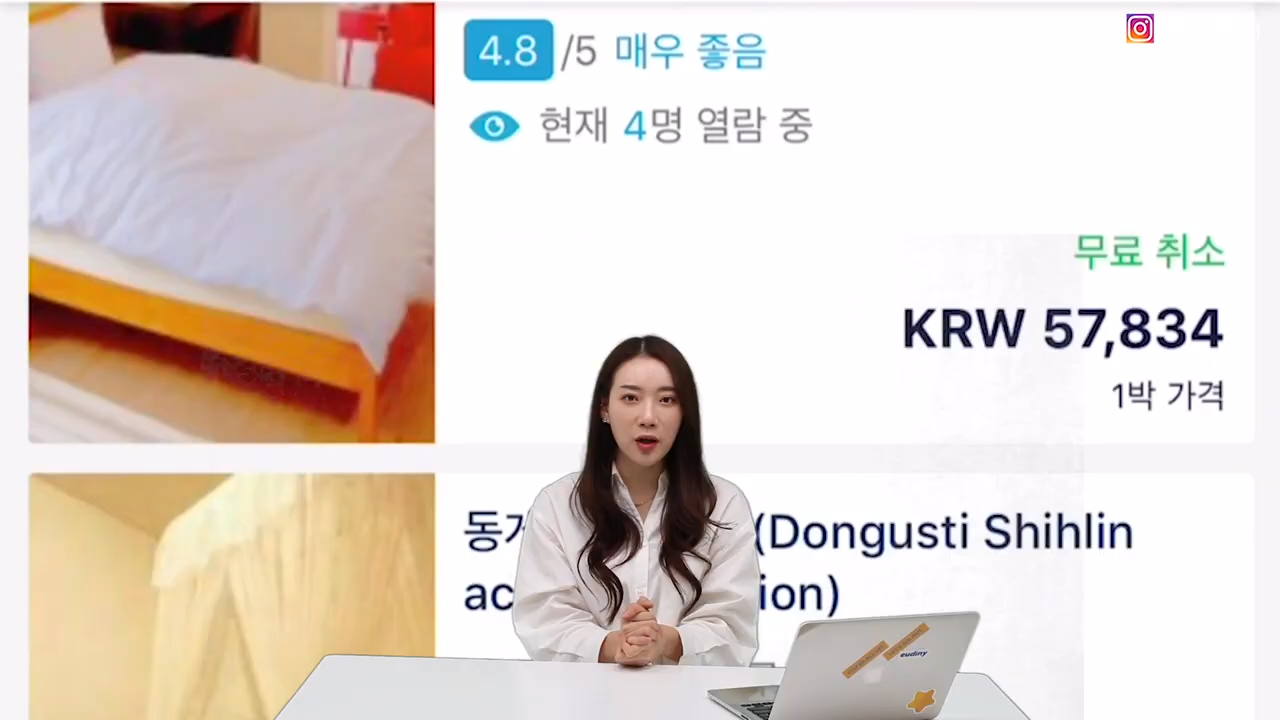 4.8 /5 매우 좋음
현재 4명 열람 중
무료 취소
KRW 57,834
1박 가격
(Dongusti Shihlin
eudiny